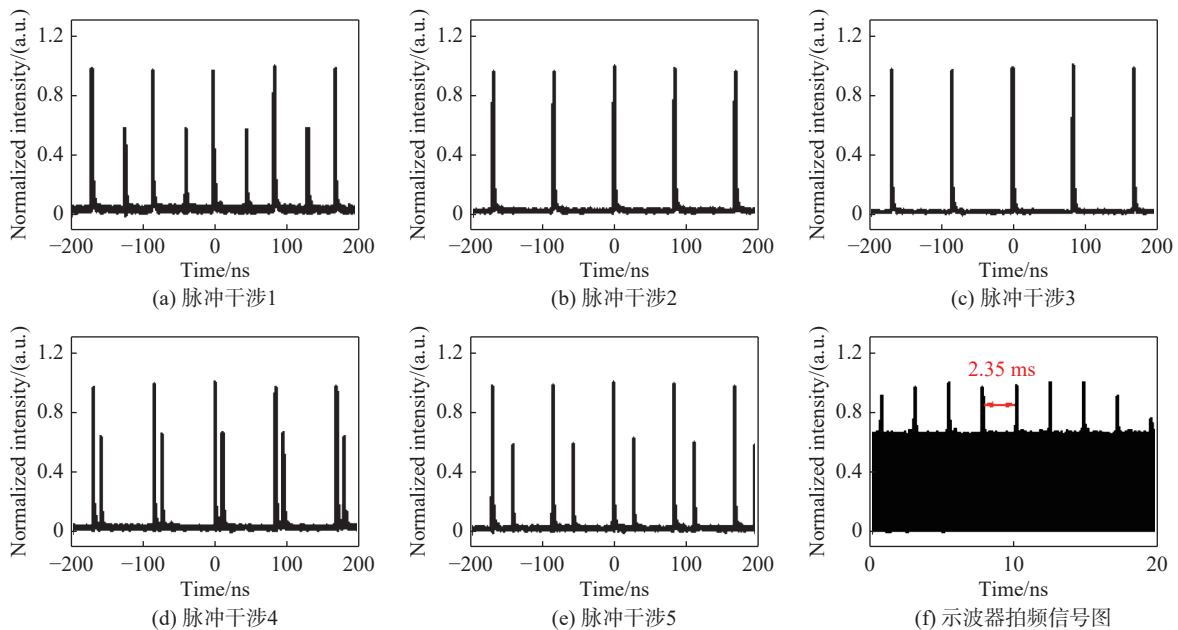 Normalized intensity/(a.u.)
1.2
0.8
0.4
0
−200
−100
0
100
200
Time/ns
(a) 脉冲干涉1
Normalized intensity/(a.u.)
1.2
0.8
0.4
0
−200
−100
0
100
200
Time/ns
(b) 脉冲干涉2
Normalized intensity/(a.u.)
1.2
0.8
0.4
0
−200
−100
0
100
200
Time/ns
(c) 脉冲干涉3
Normalized intensity/(a.u.)
1.2
0.8
0.4
0
−200
−100
0
100
200
Time/ns
(d) 脉冲干涉4
Normalized intensity/(a.u.)
1.2
0.8
0.4
0
−200
−100
0
100
200
Time/ns
(e) 脉冲干涉5
Normalized intensity/(a.u.)
1.2
0.8
0.4
0
2.35 ms
0
10
20
Time/ns
(f) 示波器拍频信号图